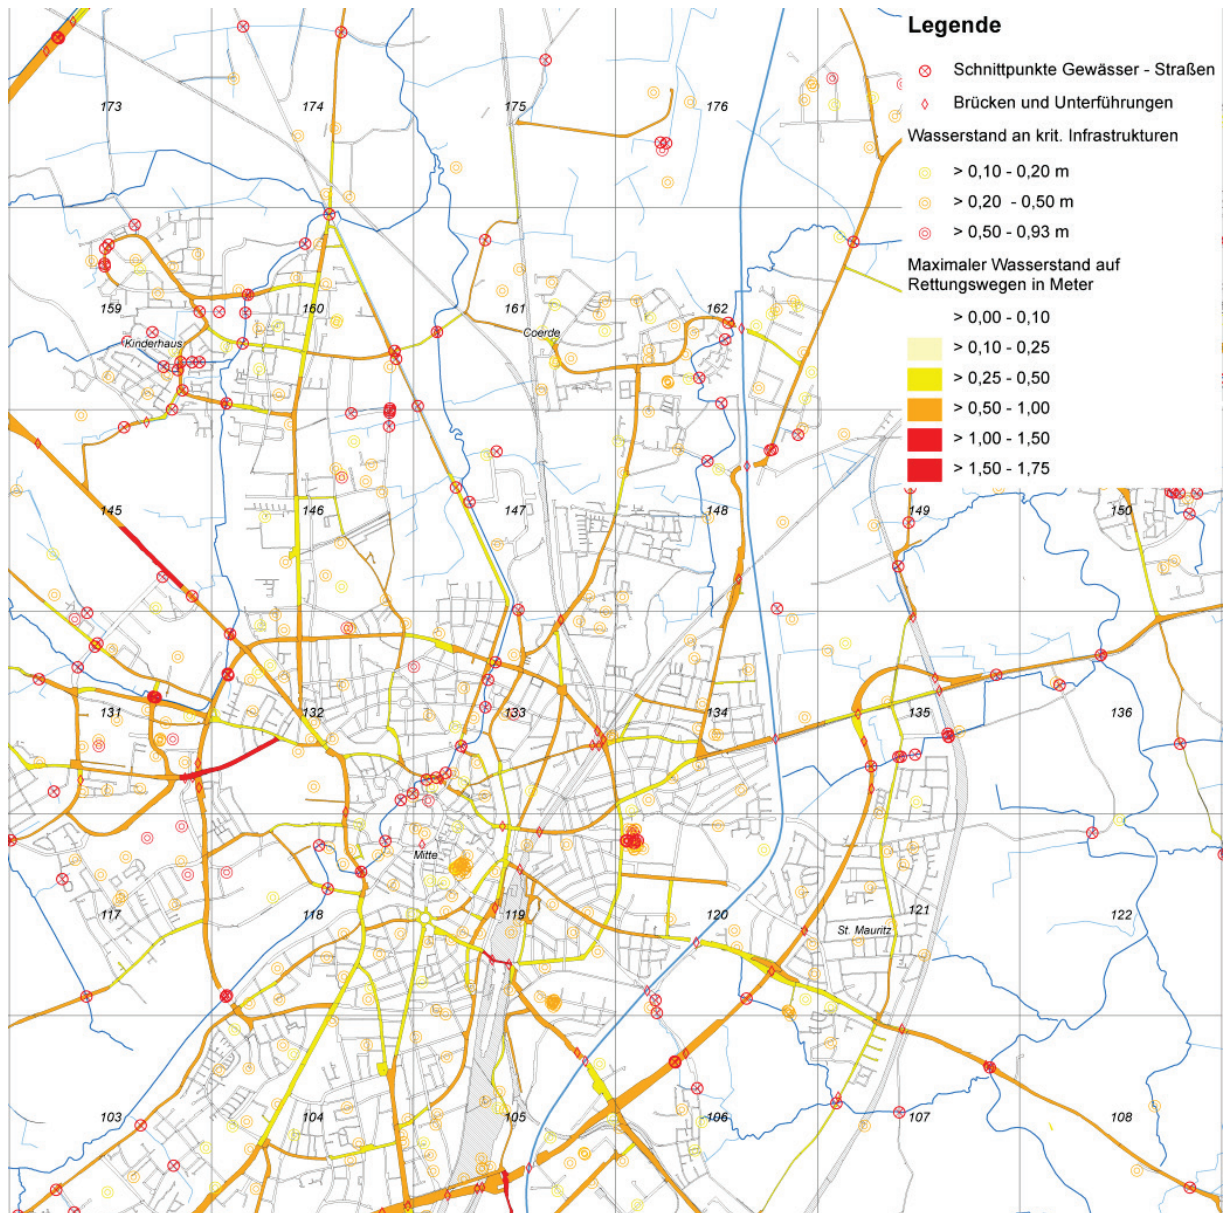 Legende
Schnittpunkte Gewässer - Straßen
Brücken und Unterführungen
Wasserstand an krit. Infrastrukturen
> 0,10 - 0,20 m
> 0,20 - 0,50 m
> 0,50 - 0,93 m
Maximaler Wasserstand auf
Rettungswegen in Meter
> 0,00 - 0,10
> 0,10 - 0,25
> 0,25 - 0,50
> 0,50 - 1,00
> 1,00 - 1,50
> 1,50 - 1,75
173 174 175 176
159 160 161 162
Kinderhaus Coerde
145 146 147 148 149 150
131 132 133 134 135 136
Mitte
117 118 119 120 121 122
St. Mauritz
103 104 105 106 107 108